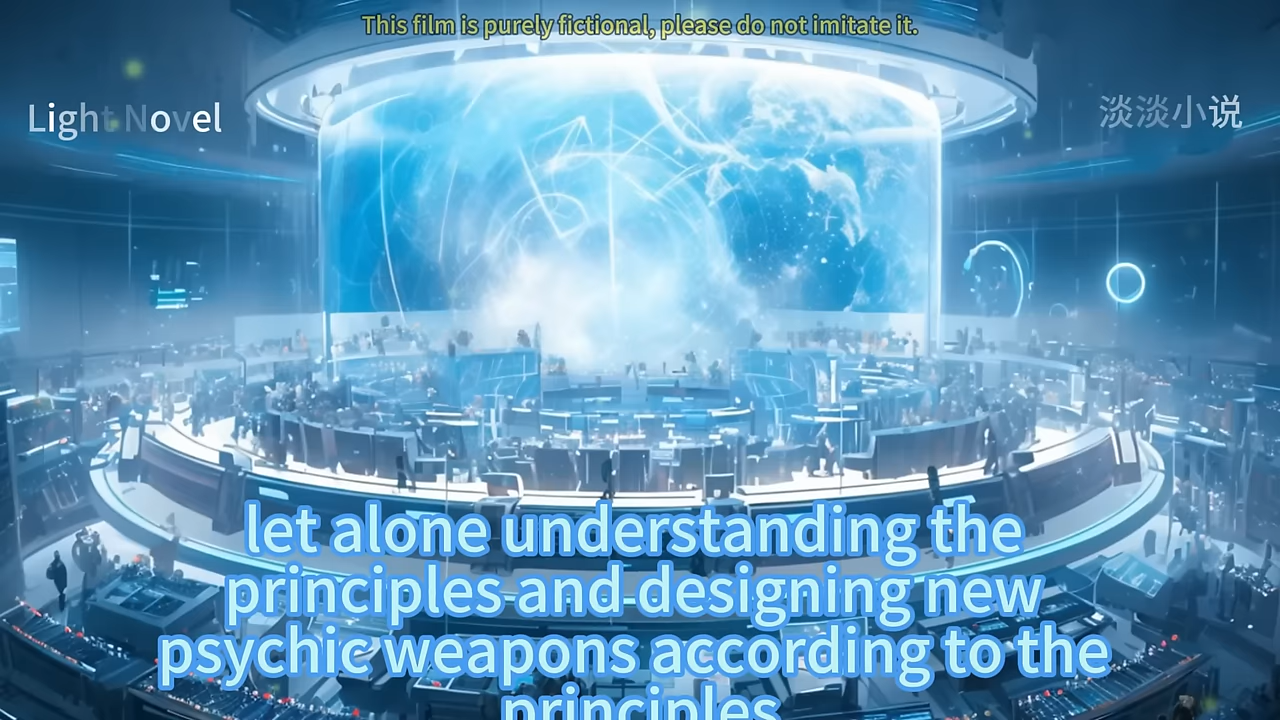 This film is purely fictional, please do not imitate it.
Light Novel
淡淡小说
let alone understanding the
principles and designing new
psychic weapons according to the
principles